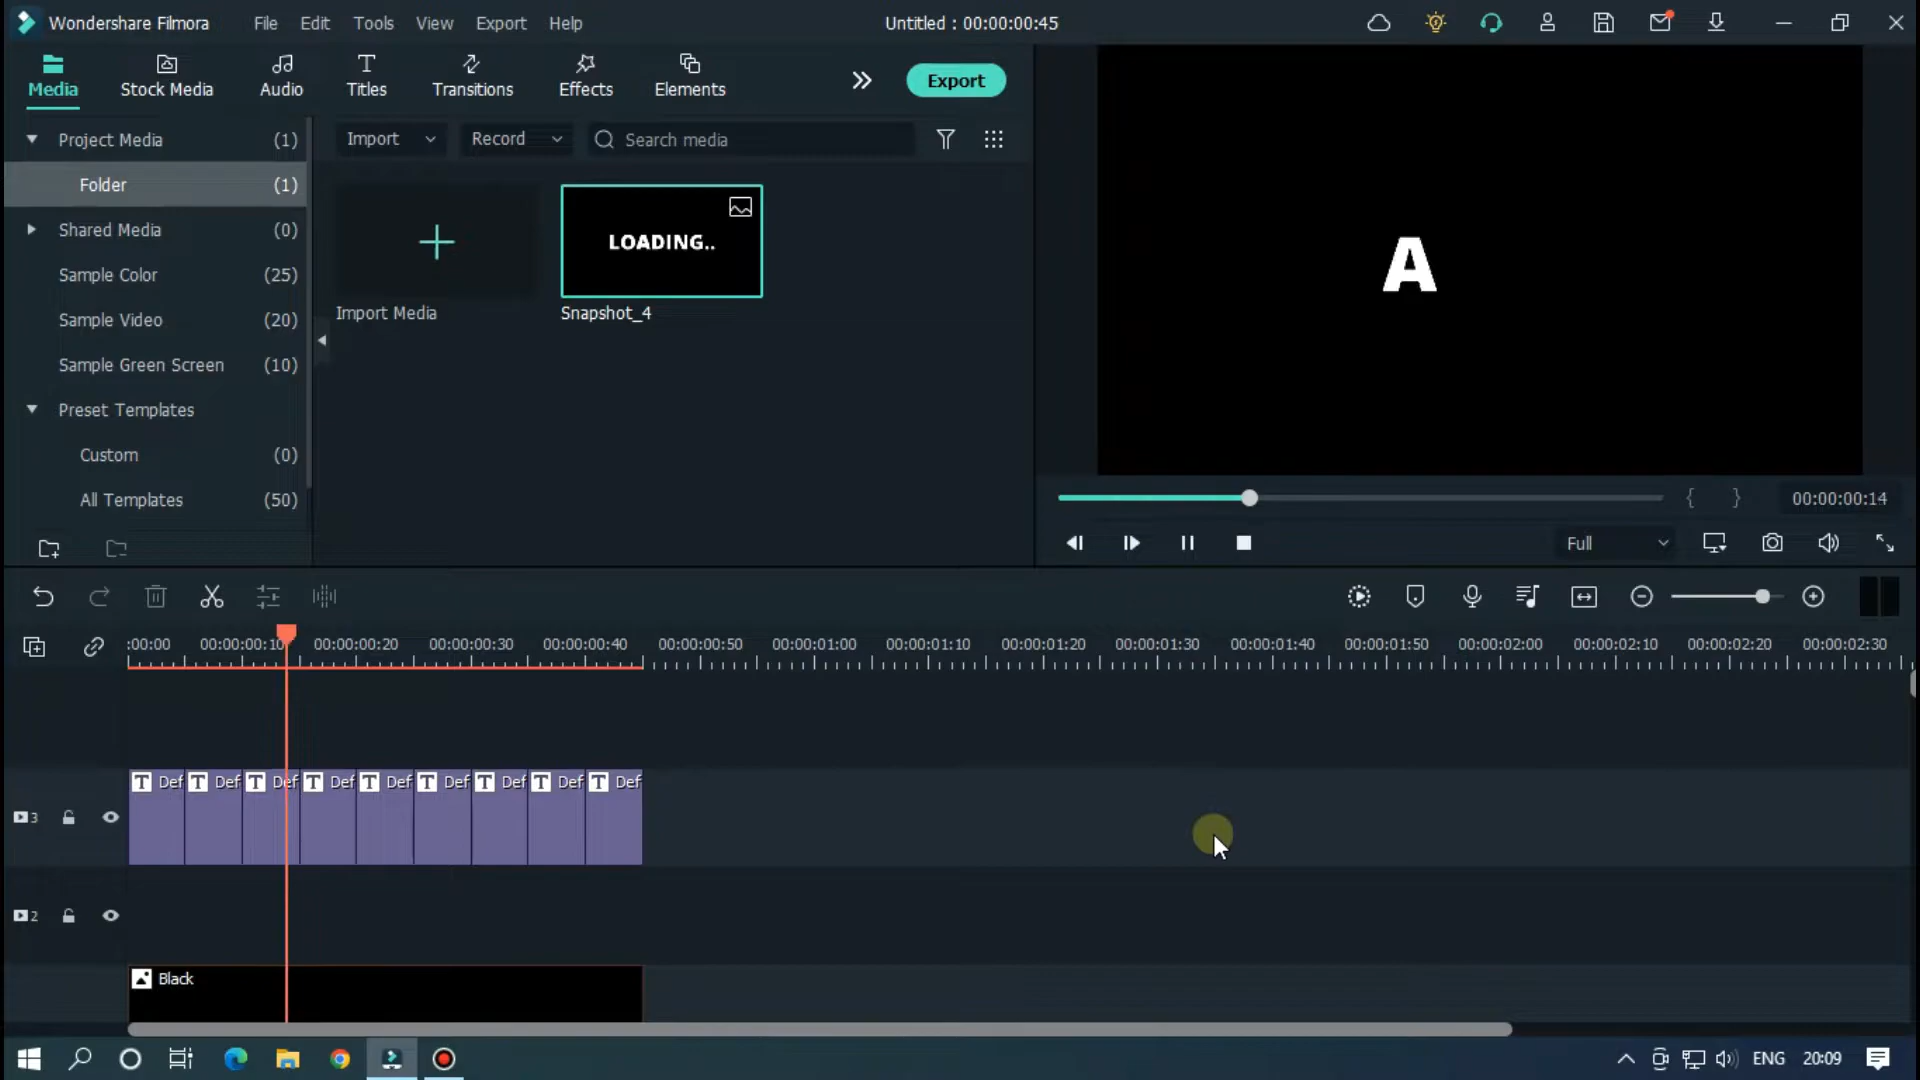 Wondershare Filmora File Edit Tools View Export Help Untitled : 00:00:00:45
Media Stock Media Audio Titles Transitions Effects Elements Export
Project Media (1)
Folder (1)
Shared Media (0)
Sample Color (25)
Sample Video (20)
Sample Green Screen (10)
Preset Templates
Custom (0)
All Templates (50)
Import Record Search media
LOADING..
Import Media Snapshot_4
A
{ } 00:00:00:14
Full
:00:00 00:00:00:10 00:00:00:20 00:00:00:30 00:00:00:40 00:00:00:50 00:00:01:00 00:00:01:10 00:00:01:20 00:00:01:30 00:00:01:40 00:00:01:50 00:00:02:00 00:00:02:10 00:00:02:20 00:00:02:30
T Def T Def T Def T Def T Def T Def T Def T Def T Def
3
2
Black
ENG 20:09